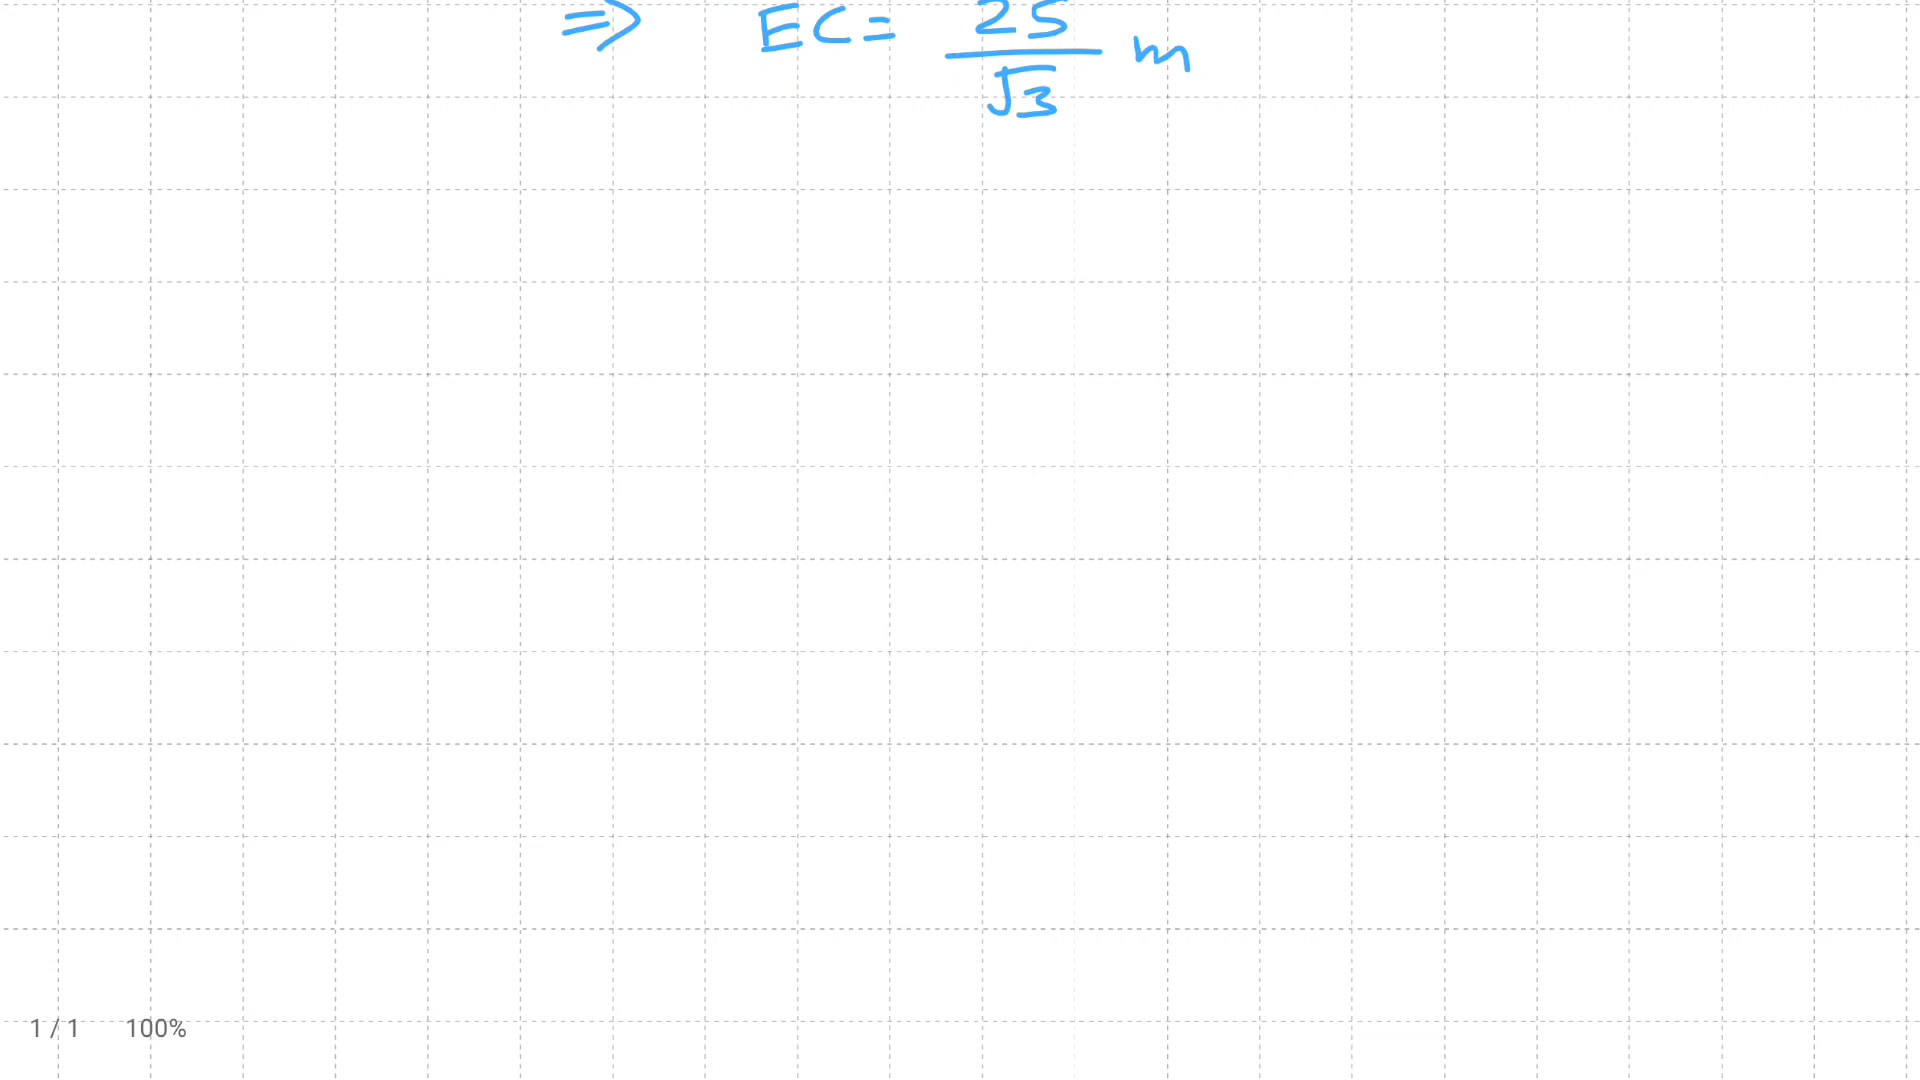 ⇒ EC = 25/√3 m
1 / 1 100%